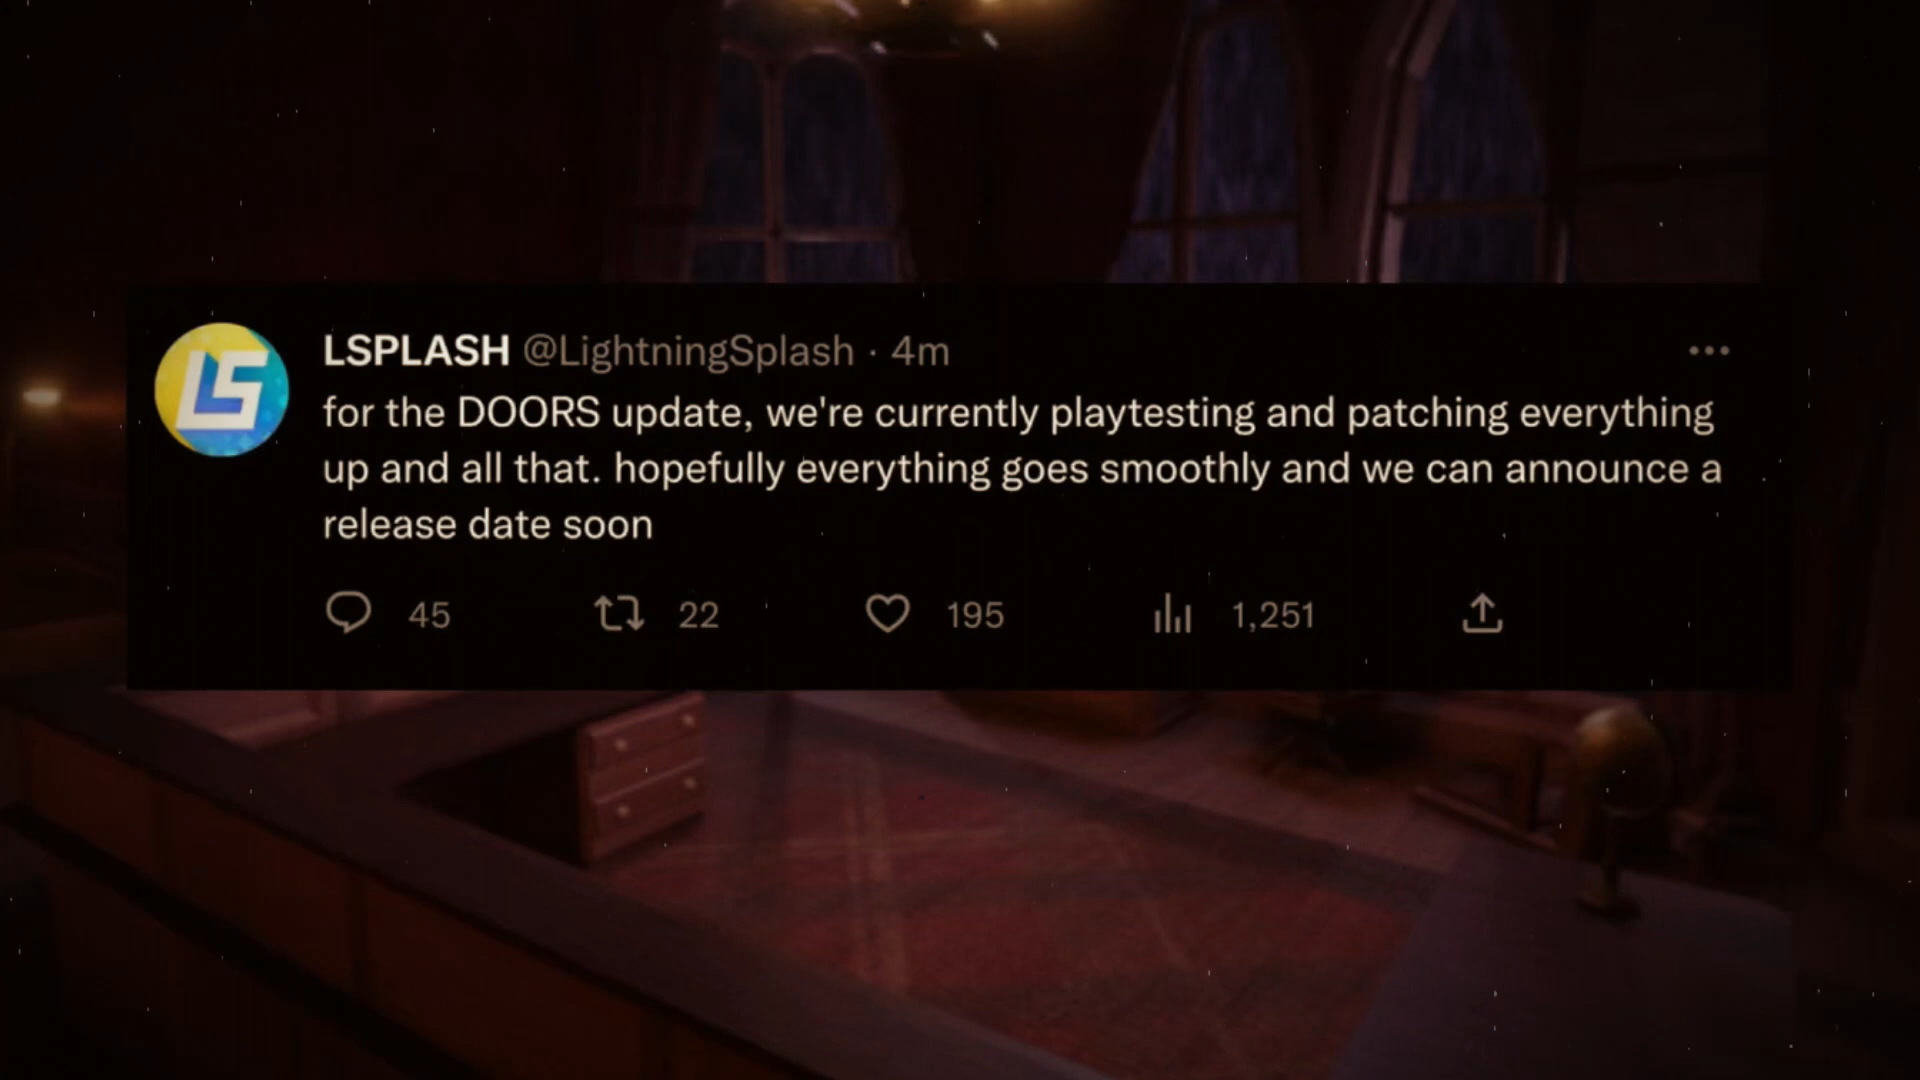 LS
LSPLASH @LightningSplash · 4m
for the DOORS update, we're currently playtesting and patching everything
up and all that. hopefully everything goes smoothly and we can announce a
release date soon
45 22 195 1,251